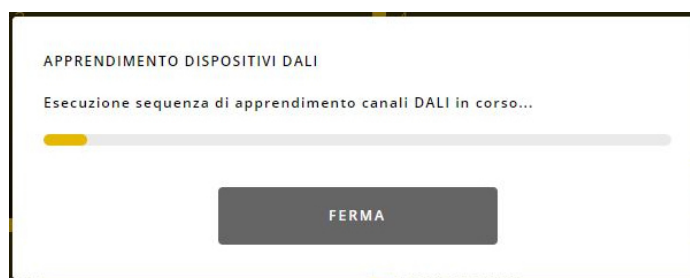 APPRENDIMENTO DISPOSITIVI DALI
Esecuzione sequenza di apprendimento canali DALI in corso...
FERMA